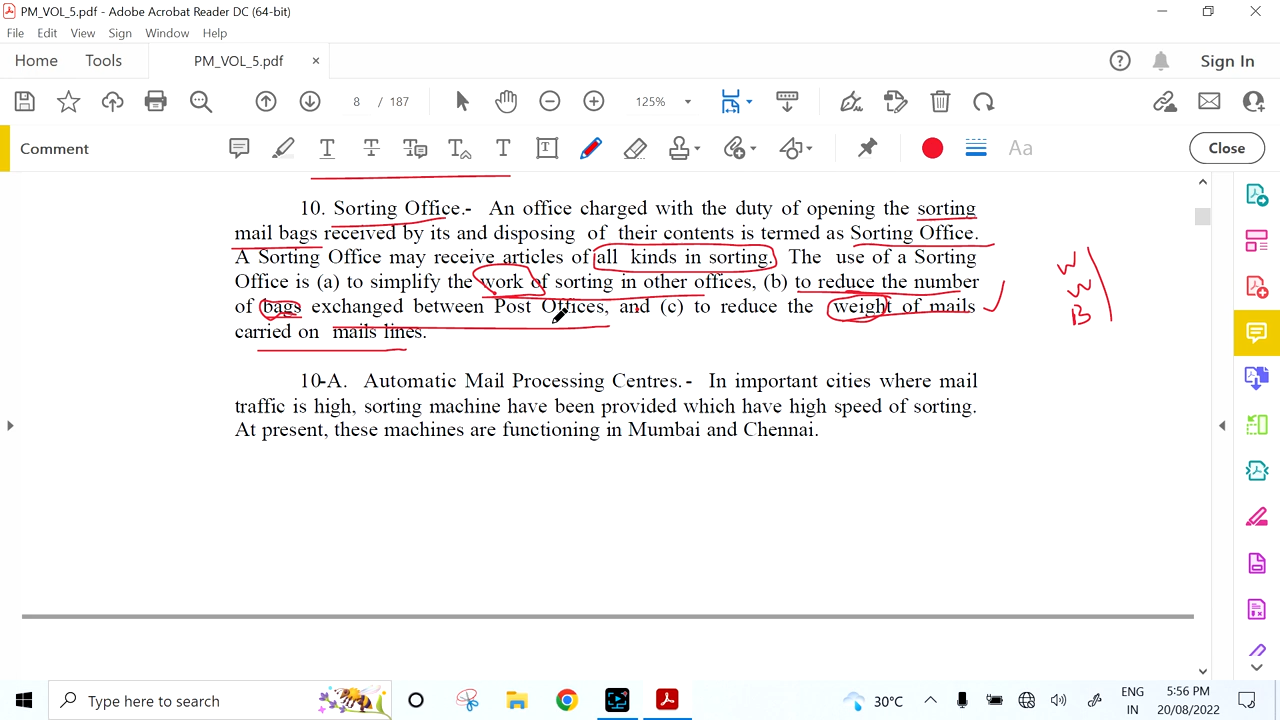 PM_VOL_5.pdf - Adobe Acrobat Reader DC (64-bit)
File Edit View Sign Window Help
Home Tools PM_VOL_5.pdf × Sign In
8 / 187 125%
Comment T T T T T Aa Close
10. Sorting Office.- An office charged with the duty of opening the sorting
mail bags received by its and disposing of their contents is termed as Sorting Office.
A Sorting Office may receive articles of all kinds in sorting. The use of a Sorting
Office is (a) to simplify the work of sorting in other offices, (b) to reduce the number
of bags exchanged between Post Offices, and (c) to reduce the weight of mails
carried on mails lines.
W
W
B
10-A. Automatic Mail Processing Centres.- In important cities where mail
traffic is high, sorting machine have been provided which have high speed of sorting.
At present, these machines are functioning in Mumbai and Chennai.
Type here to search
30°C ENG 5:56 PM
IN 20/08/2022